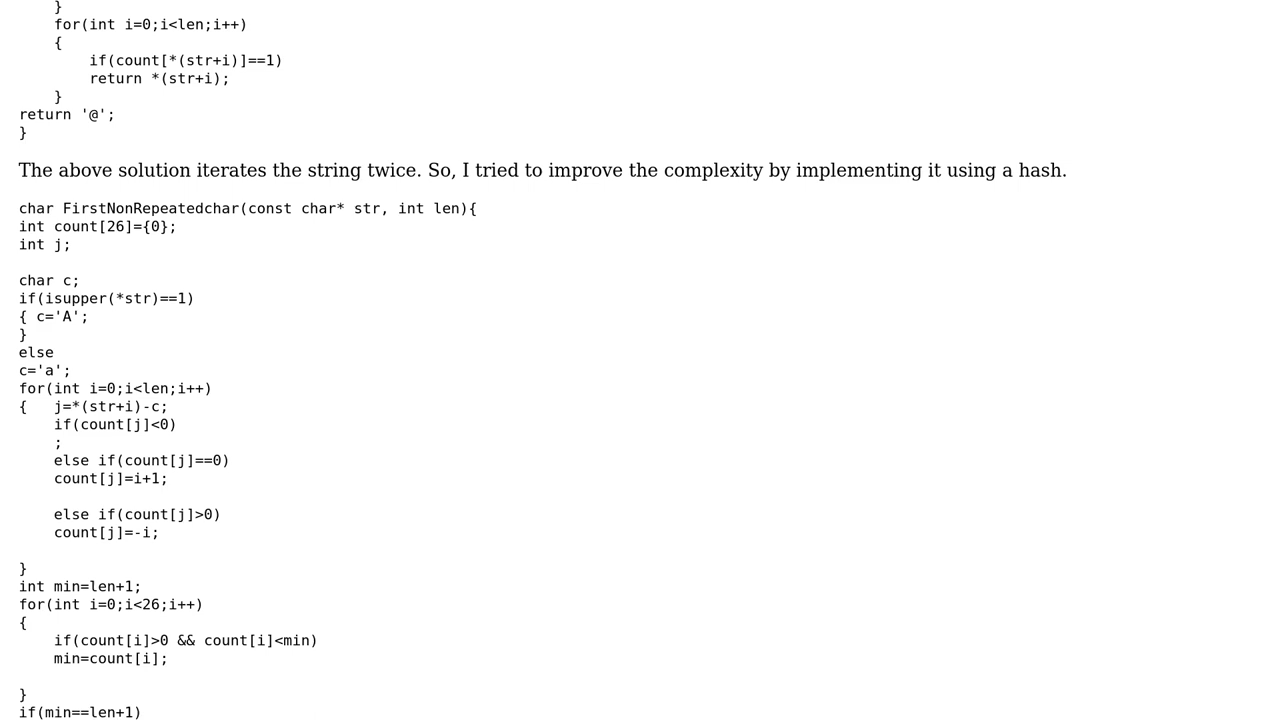 }
    for(int i=0;i<len;i++)
    {
        if(count[*(str+i)]==1)
        return *(str+i);
    }
return '@';
}
The above solution iterates the string twice. So, I tried to improve the complexity by implementing it using a hash.
char FirstNonRepeatedchar(const char* str, int len){
int count[26]={0};
int j;
char c;
if(isupper(*str)==1)
{ c='A';
}
else
c='a';
for(int i=0;i<len;i++)
{   j=*(str+i)-c;
    if(count[j]<0)
    ;
    else if(count[j]==0)
    count[j]=i+1;
    else if(count[j]>0)
    count[j]=-i;
}
int min=len+1;
for(int i=0;i<26;i++)
{
    if(count[i]>0 && count[i]<min)
    min=count[i];
}
if(min==len+1)